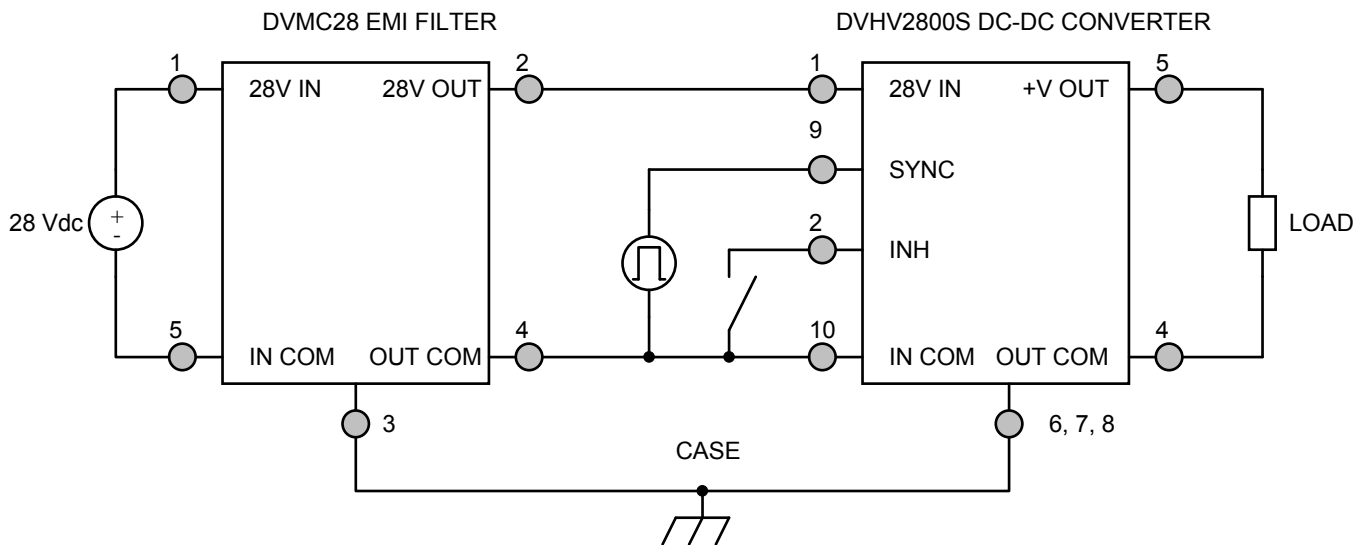 DVMC28 EMI FILTER
DVHV2800S DC-DC CONVERTER
1
2
1
5
28V IN
28V OUT
28V IN
+V OUT
9
SYNC
28 Vdc
+
-
2
INH
LOAD
5
4
10
4
IN COM
OUT COM
IN COM
OUT COM
3
6, 7, 8
CASE